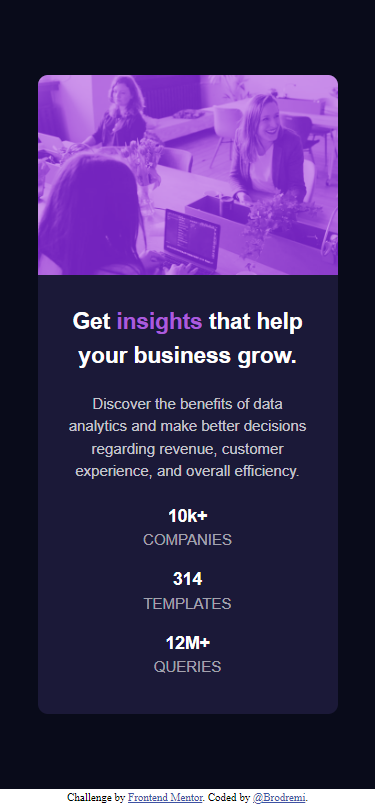 Get insights that help
your business grow.
Discover the benefits of data
analytics and make better decisions
regarding revenue, customer
experience, and overall efficiency.
10k+
COMPANIES
314
TEMPLATES
12M+
QUERIES
Challenge by Frontend Mentor. Coded by @Brodremi.